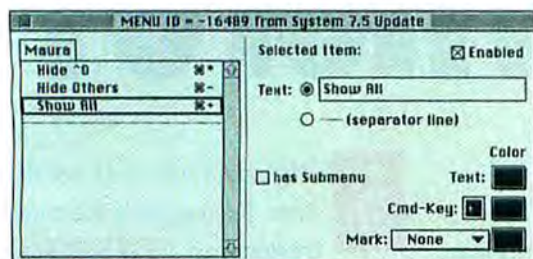 MENU ID = -16489 from System 7.5 Update
Maura
Hide ^0 ⌘*
Hide Others ⌘-
Show All ⌘+
Selected Item:
Enabled
Text: Show All
(separator line)
Color
has Submenu
Text:
Cmd-Key:
Mark: None